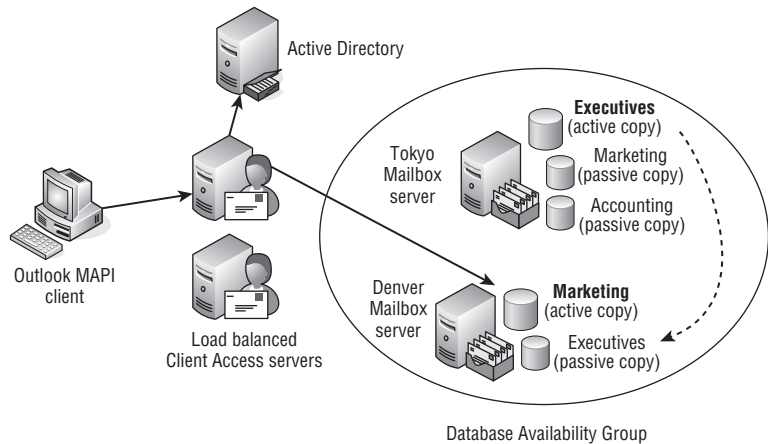 Active Directory
Outlook MAPI
client
Load balanced
Client Access servers
Tokyo
Mailbox
server
Executives
(active copy)
Marketing
(passive copy)
Accounting
(passive copy)
Denver
Mailbox
server
Marketing
(active copy)
Executives
(passive copy)
Database Availability Group